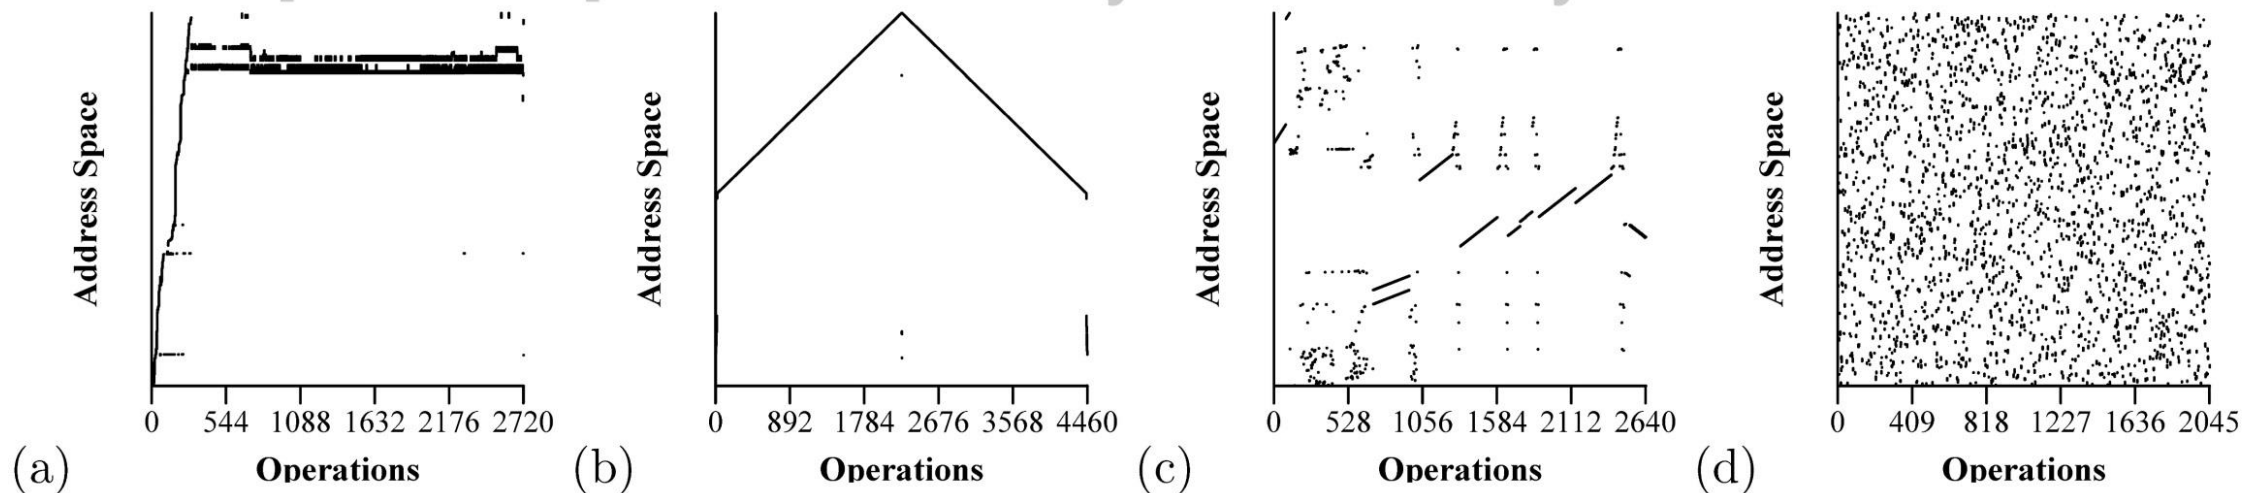 Address Space
0 544 1088 1632 2176 2720
(a) Operations
Address Space
0 892 1784 2676 3568 4460
(b) Operations
Address Space
0 528 1056 1584 2112 2640
(c) Operations
Address Space
0 409 818 1227 1636 2045
(d) Operations